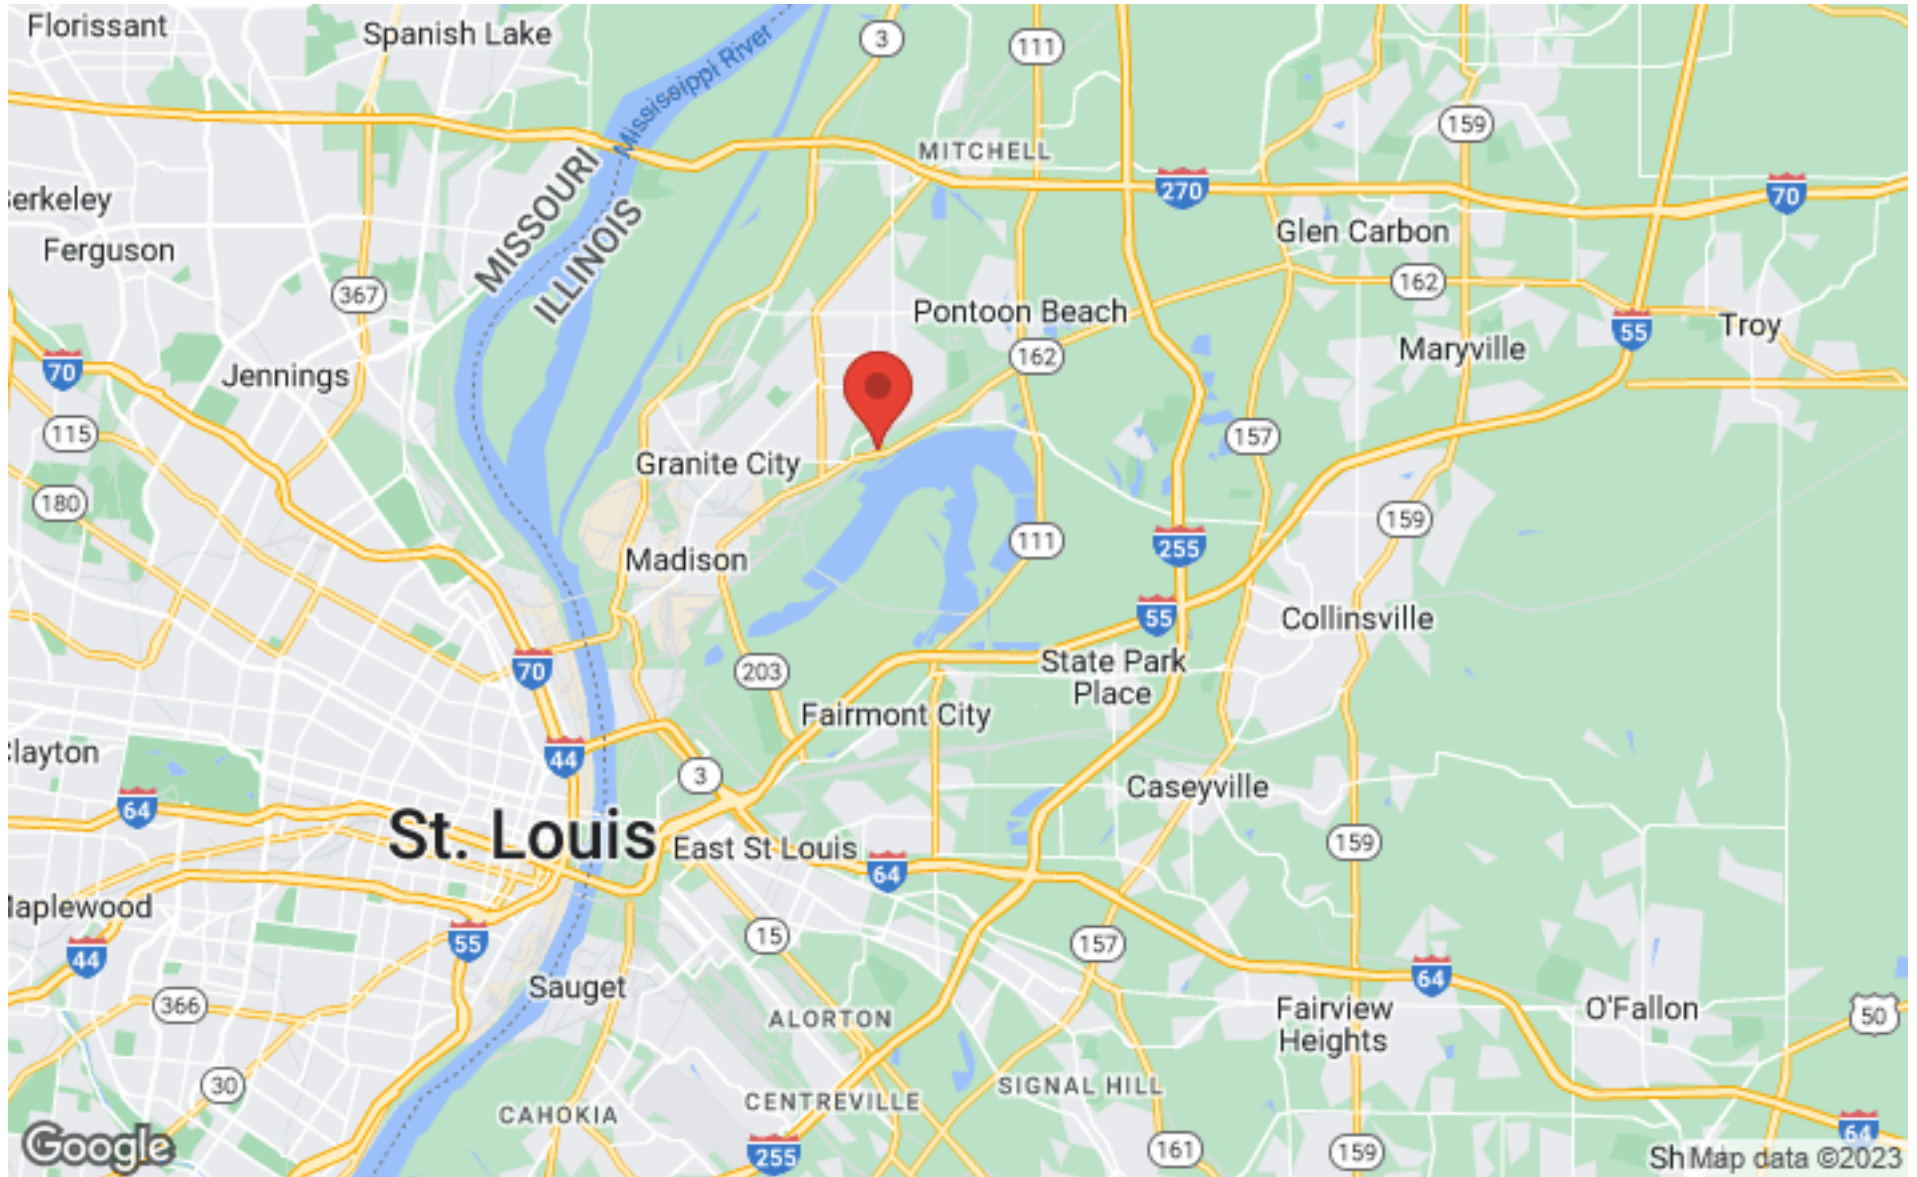 Florissant
Spanish Lake
Mississippi River
3
111
159
MITCHELL
MISSOURI
ILLINOIS
270
70
erkeley
Ferguson
Glen Carbon
367
162
Pontoon Beach
55
Troy
162
Maryville
70
Jennings
115
157
Granite City
180
159
111
255
Madison
55
Collinsville
70
203
State Park
Place
Fairmont City
layton
44
3
Caseyville
64
St. Louis
East St Louis
159
64
Maplewood
55
15
157
44
64
Sauget
366
ALORTON
Fairview
Heights
O'Fallon
50
30
SIGNAL HILL
CENTREVILLE
CAHOKIA
64
Google
255
161
159
Map data ©2023